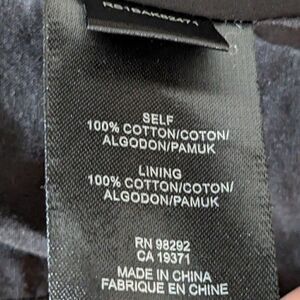 RS1BAK82471
SELF
100% COTTON/COTON/
ALGODON/PAMUK
LINING
100% COTTON/COTON/
ALGODON/PAMUK
RN 98292
CA 19371
MADE IN CHINA
FABRIQUE EN CHINE